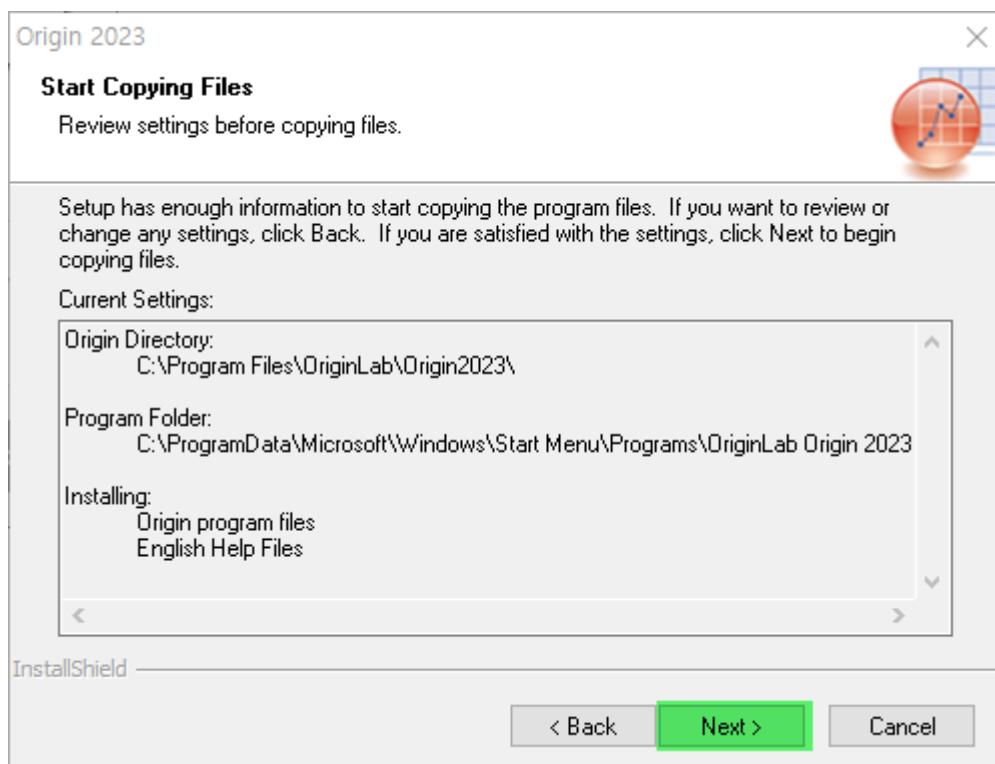 Origin 2023
Start Copying Files
Review settings before copying files.
Setup has enough information to start copying the program files.  If you want to review or
change any settings, click Back.  If you are satisfied with the settings, click Next to begin
copying files.
Current Settings:
Origin Directory:
C:\Program Files\OriginLab\Origin2023\
Program Folder:
C:\ProgramData\Microsoft\Windows\Start Menu\Programs\OriginLab Origin 2023
Installing:
Origin program files
English Help Files
InstallShield
< Back Next > Cancel